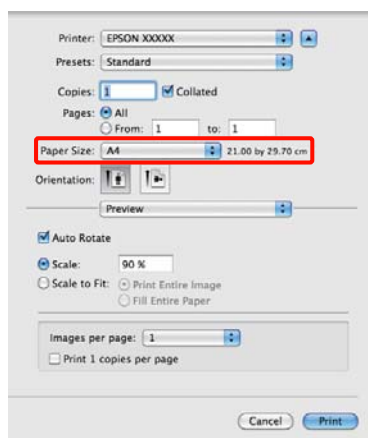 Printer: EPSON XXXXX
Presets: Standard
Copies: 1 Collated
Pages: All
From: 1 to: 1
Paper Size: A4 21.00 by 29.70 cm
Orientation:
Preview
Auto Rotate
Scale: 90 %
Scale to Fit: Print Entire Image
Fill Entire Paper
Images per page: 1
Print 1 copies per page
Cancel Print